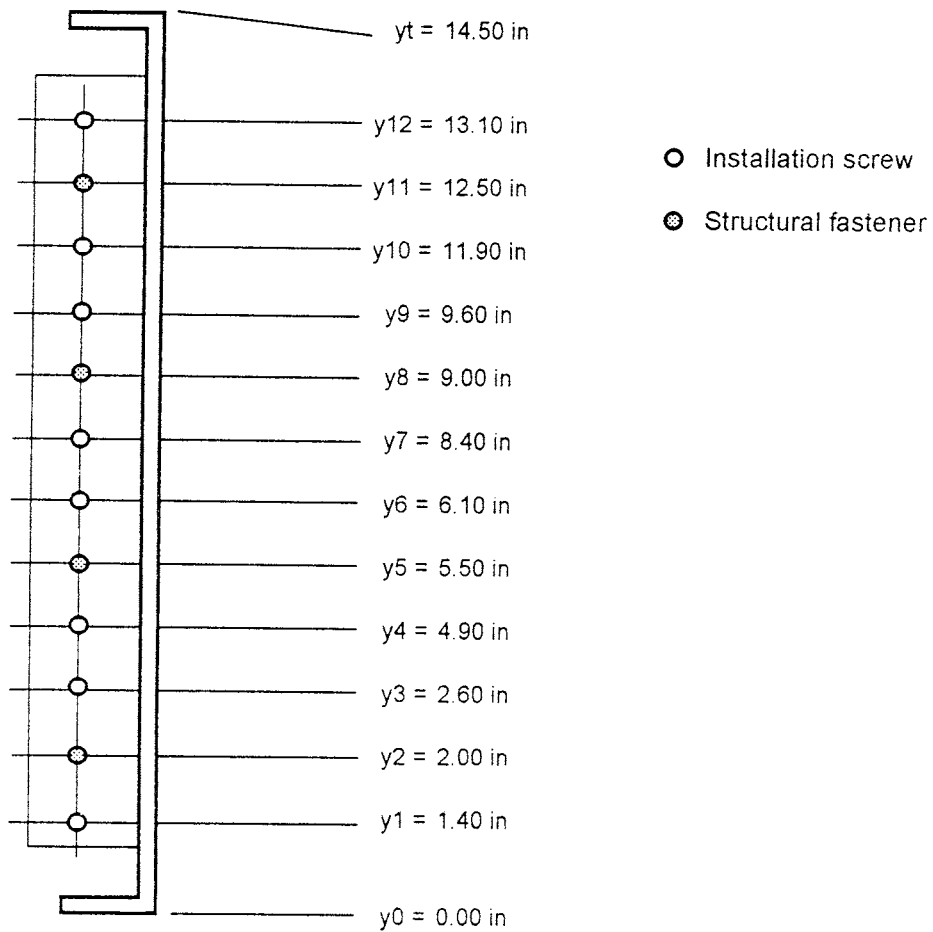 yt = 14.50 in
y12 = 13.10 in
y11 = 12.50 in
y10 = 11.90 in
y9 = 9.60 in
y8 = 9.00 in
y7 = 8.40 in
y6 = 6.10 in
y5 = 5.50 in
y4 = 4.90 in
y3 = 2.60 in
y2 = 2.00 in
y1 = 1.40 in
y0 = 0.00 in
Installation screw
Structural fastener